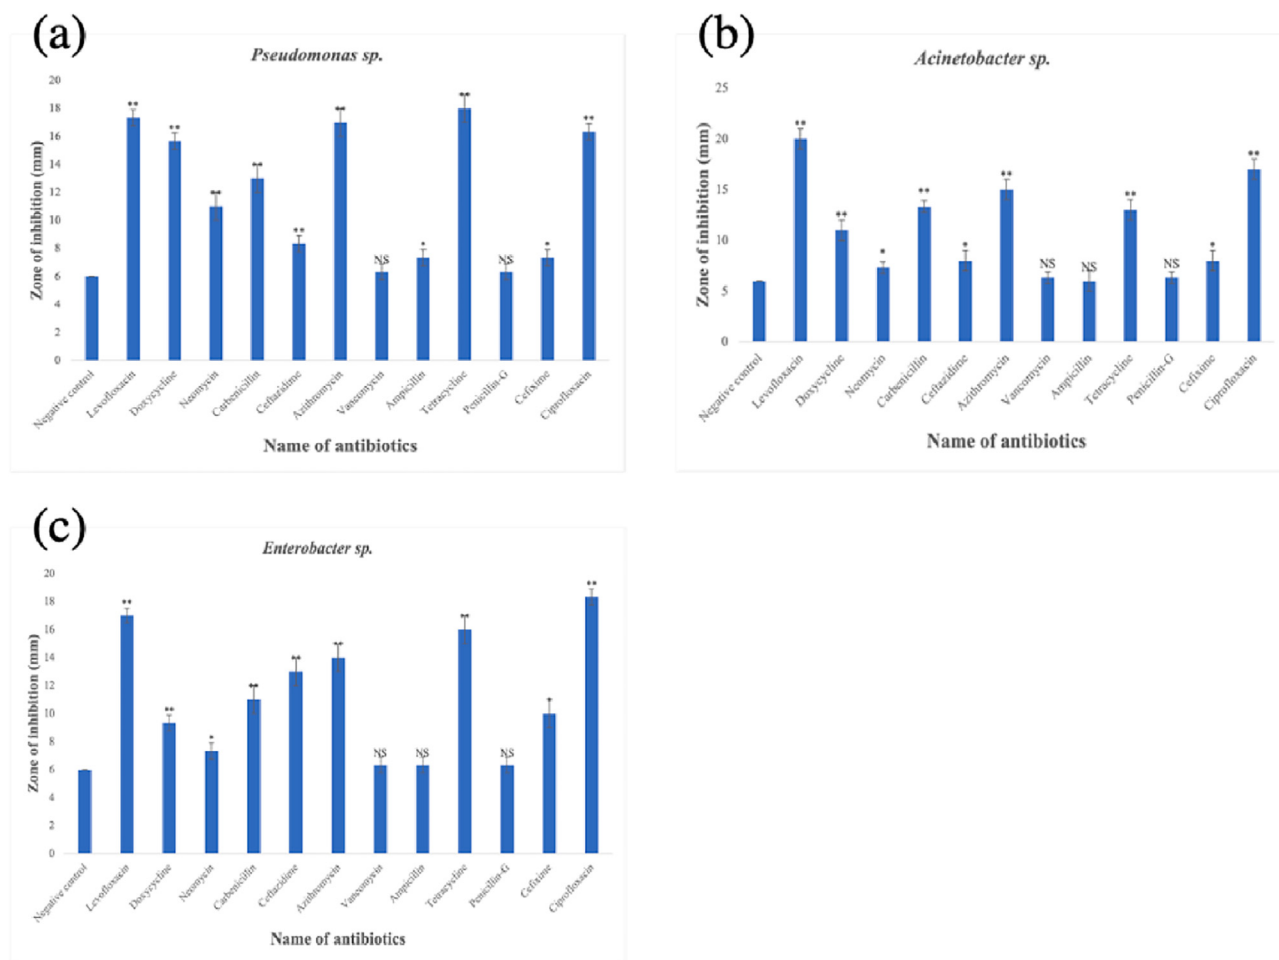 (a)
Pseudomonas sp.
Zone of inhibition (mm)
20
18
16
14
12
10
8
6
4
2
0
** ** ** ** ** ** NS * ** NS * **
Negative control Levofloxacin Doxycycline Neomycin Carbenicillin Ceftazidime Azithromycin Vancomycin Ampicillin Tetracycline Penicillin-G Cefixime Ciprofloxacin
Name of antibiotics
(b)
Acinetobacter sp.
Zone of inhibition (mm)
25
20
15
10
5
0
** ** * ** * ** NS NS ** NS * **
Negative control Levofloxacin Doxycycline Neomycin Carbenicillin Ceftazidime Azithromycin Vancomycin Ampicillin Tetracycline Penicillin-G Cefixime Ciprofloxacin
Name of antibiotics
(c)
Enterobacter sp.
Zone of inhibition (mm)
20
18
16
14
12
10
8
6
4
2
0
** ** * ** ** ** NS NS ** NS * **
Negative control Levofloxacin Doxycycline Neomycin Carbenicillin Ceftazidime Azithromycin Vancomycin Ampicillin Tetracycline Penicillin-G Cefixime Ciprofloxacin
Name of antibiotics